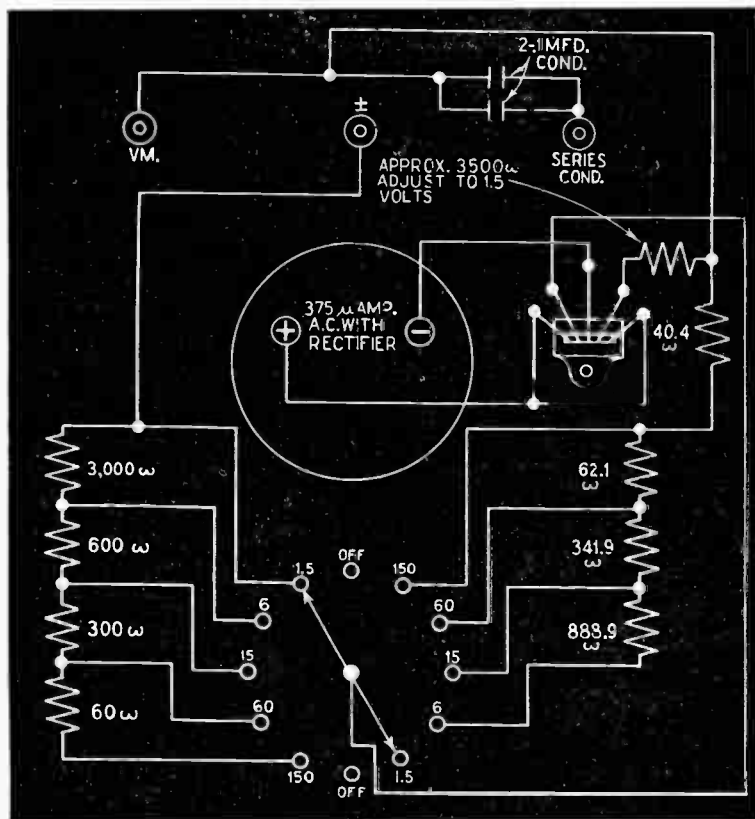 2-.1MFD.
COND.
±
VM.
SERIES
COND.
APPROX. 3500ω
ADJUST TO 1.5
VOLTS
375 μAMP.
A.C. WITH
RECTIFIER
+
−
40.4
ω
3,000 ω
62.1
ω
600 ω
OFF
1.5
150
341.9
ω
6
60
300 ω
15
15
888.9
ω
60 ω
60
6
150
1.5
OFF